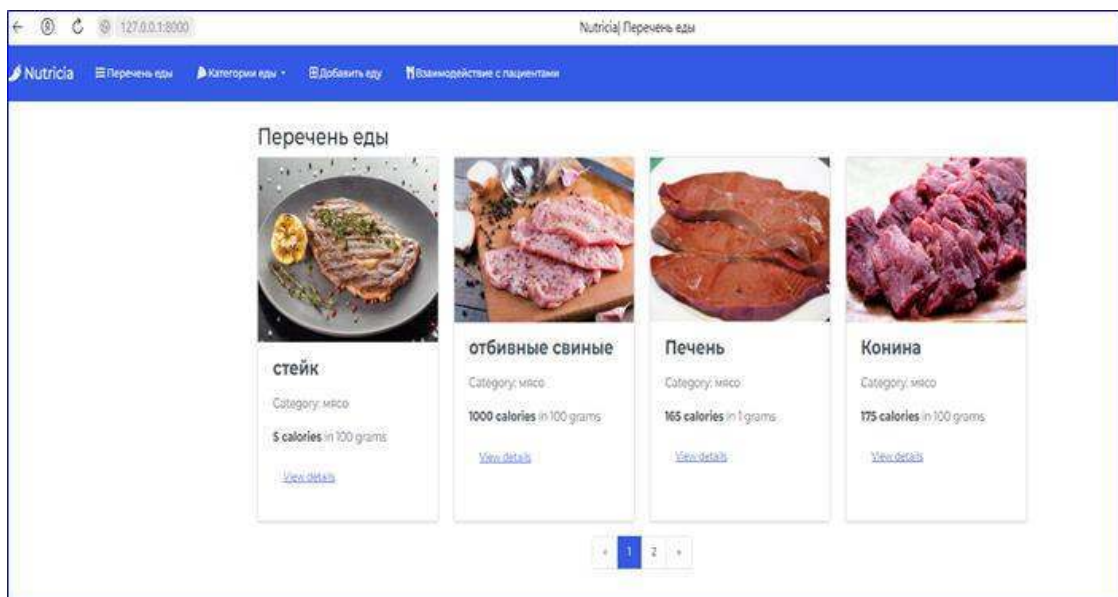 127.0.0.1:8000 Nutricia| Перечень еды
Nutricia Перечень еды Категории еды Добавить еду Взаимодействие с пациентами
Перечень еды
стейк
Category: мясо
5 calories in 100 grams
View details
отбивные свиные
Category: мясо
1000 calories in 100 grams
View details
Печень
Category: мясо
165 calories in 1 grams
View details
Конина
Category: мясо
175 calories in 100 grams
View details
« 1 2 »